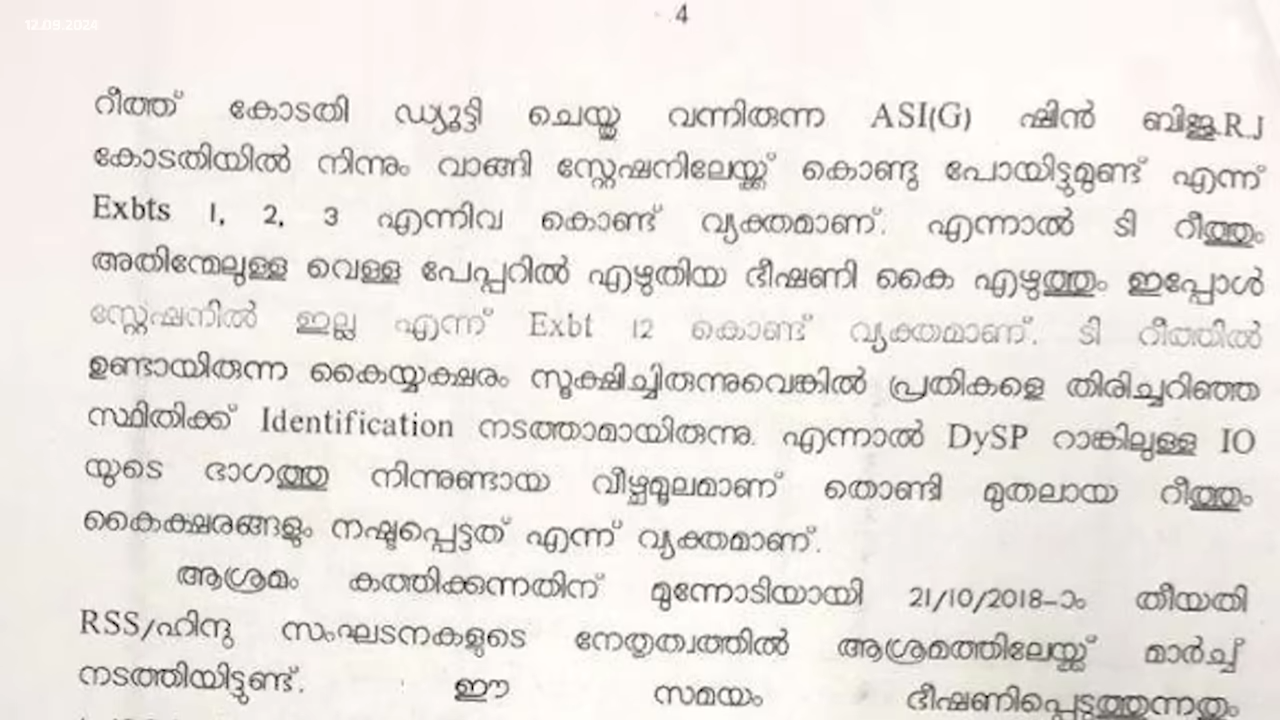 12.09.2024
4
റീത്ത് കോടതി ഡ്യൂട്ടി ചെയ്തു വന്നിരുന്ന ASI(G) ഷിൻ ബിജു.R.J
കോടതിയിൽ നിന്നും വാങ്ങി സ്റ്റേഷനിലേയ്ക്ക് കൊണ്ടു പോയിട്ടുമുണ്ട് എന്ന്
Exbts 1, 2, 3 എന്നിവ കൊണ്ട് വ്യക്തമാണ്. എന്നാൽ ടി റീത്തും
അതിന്മേലുള്ള വെള്ള പേപ്പറിൽ എഴുതിയ ഭീഷണി കൈ എഴുത്തും ഇപ്പോൾ
സ്റ്റേഷനിൽ ഇല്ല എന്ന് Exbt 12 കൊണ്ട് വ്യക്തമാണ്. ടി റീത്തിൽ
ഉണ്ടായിരുന്ന കൈയ്യക്ഷരം സൂക്ഷിച്ചിരുന്നുവെങ്കിൽ പ്രതികളെ തിരിച്ചറിഞ്ഞ
സ്ഥിതിക്ക് Identification നടത്താമായിരുന്നു. എന്നാൽ DySP റാങ്കിലുള്ള IO
യുടെ ഭാഗത്തു നിന്നുണ്ടായ വീഴ്ചമൂലമാണ് തൊണ്ടി മുതലായ റീത്തും
കൈക്ഷരങ്ങളും നഷ്ടപ്പെട്ടത് എന്ന് വ്യക്തമാണ്.
ആശ്രമം കത്തിക്കുന്നതിന് മുന്നോടിയായി 21/10/2018-ാം തീയതി
RSS/ഹിന്ദു സംഘടനകളുടെ നേതൃത്വത്തിൽ ആശ്രമത്തിലേയ്ക്ക് മാർച്ച്
നടത്തിയിട്ടുണ്ട്. ഈ സമയം ഭീഷണിപ്പെടുത്തുന്നതും